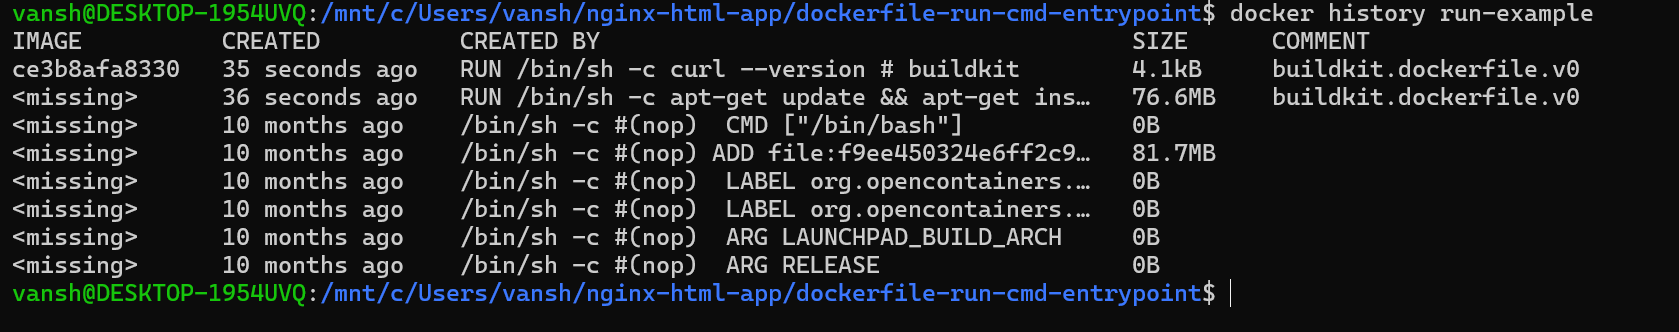 vansh@DESKTOP-1954UVQ:/mnt/c/Users/vansh/nginx-html-app/dockerfile-run-cmd-entrypoint$ docker history run-example
IMAGE          CREATED          CREATED BY                                      SIZE      COMMENT
ce3b8afa8330   35 seconds ago   RUN /bin/sh -c curl --version # buildkit        4.1kB     buildkit.dockerfile.v0
<missing>      36 seconds ago   RUN /bin/sh -c apt-get update && apt-get ins…   76.6MB    buildkit.dockerfile.v0
<missing>      10 months ago    /bin/sh -c #(nop)  CMD ["/bin/bash"]            0B
<missing>      10 months ago    /bin/sh -c #(nop) ADD file:f9ee450324e6ff2c9…   81.7MB
<missing>      10 months ago    /bin/sh -c #(nop)  LABEL org.opencontainers.…   0B
<missing>      10 months ago    /bin/sh -c #(nop)  LABEL org.opencontainers.…   0B
<missing>      10 months ago    /bin/sh -c #(nop)  ARG LAUNCHPAD_BUILD_ARCH     0B
<missing>      10 months ago    /bin/sh -c #(nop)  ARG RELEASE                  0B
vansh@DESKTOP-1954UVQ:/mnt/c/Users/vansh/nginx-html-app/dockerfile-run-cmd-entrypoint$